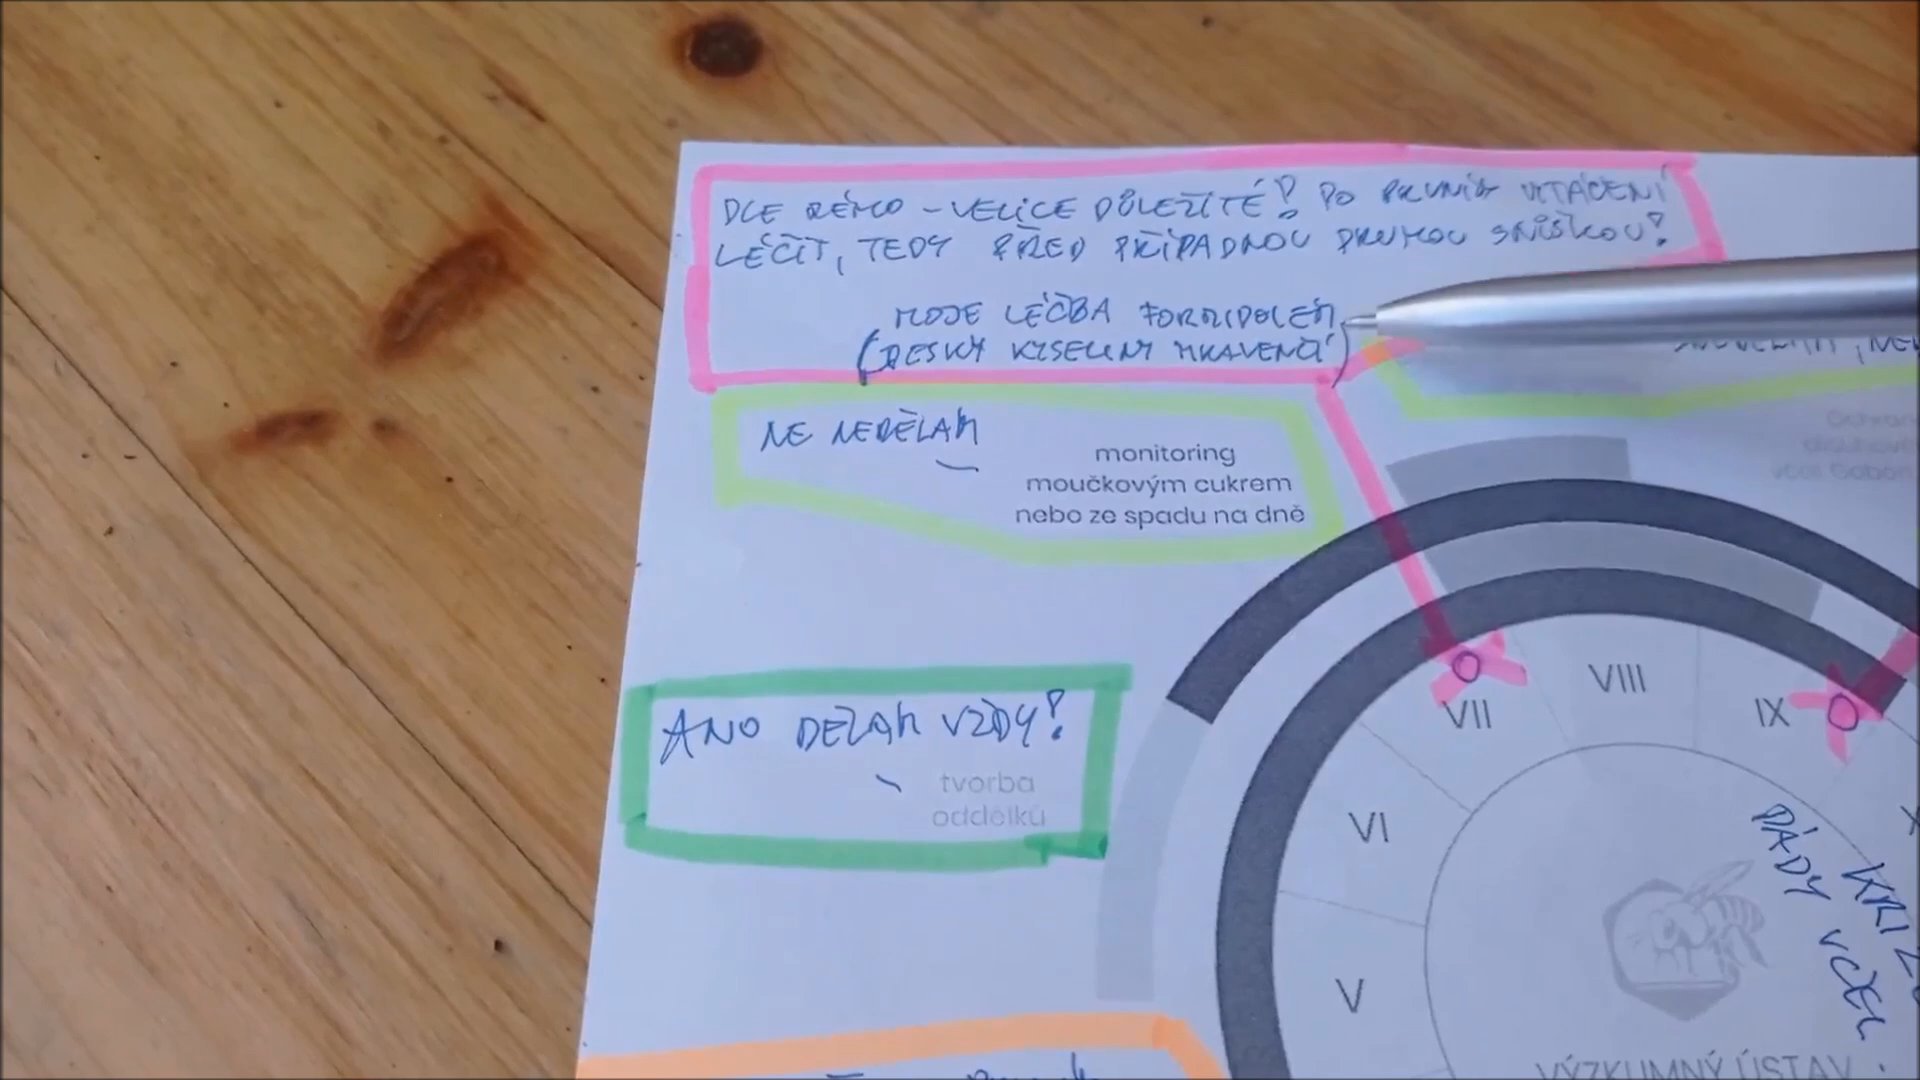 DLE RÉMO - VELICE DŮLEŽITÉ! PO PRVNÍM VYTÁČENÍ
LÉČIT, TEDY PŘED PŘÍPADNOU DRUHOU SNŮŠKOU!
MOJE LÉČBA FORMIDOLEM
(DESKY KYSELINY MRAVENČÍ)
NE NEDĚLÁM
monitoring
moučkovým cukrem
nebo ze spadu na dně
ANO DĚLÁM VŽDY!
tvorba
oddělků
VIII
VII
IX
VI
V
PÁDY VČEL
VÝZKUMNÝ ÚSTAV